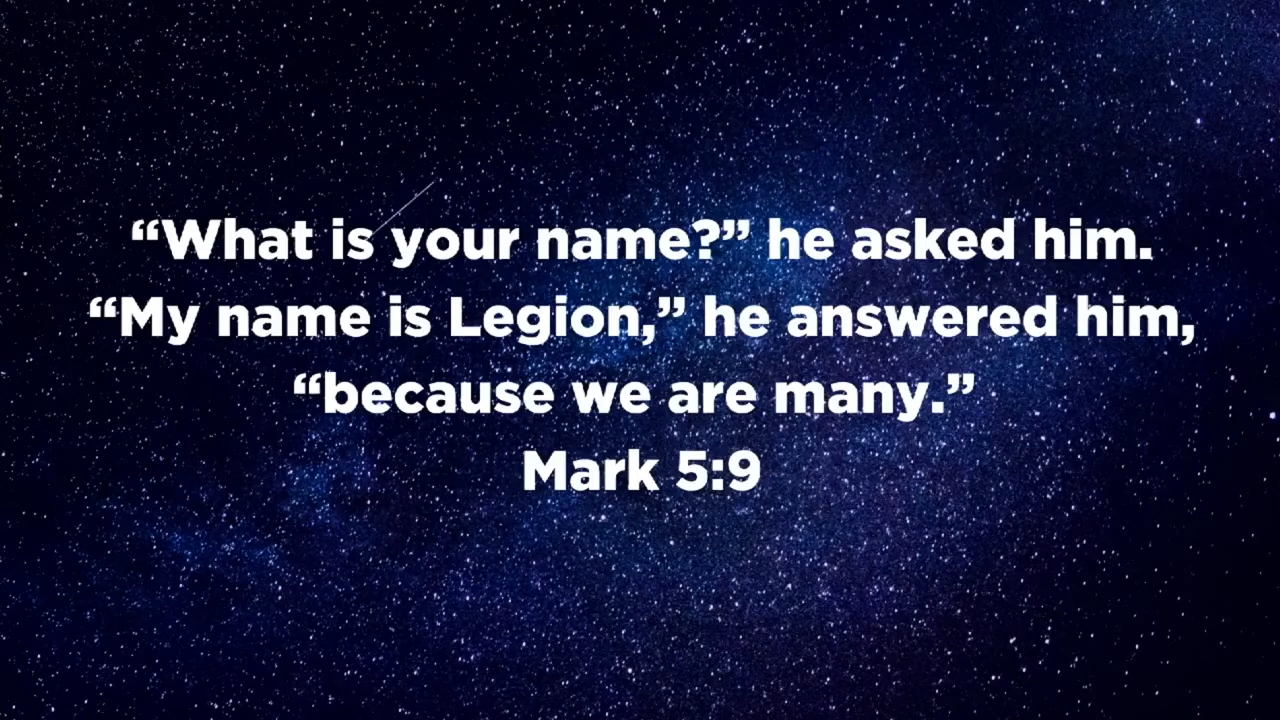 “What is your name?” he asked him.
“My name is Legion,” he answered him,
“because we are many.”
Mark 5:9